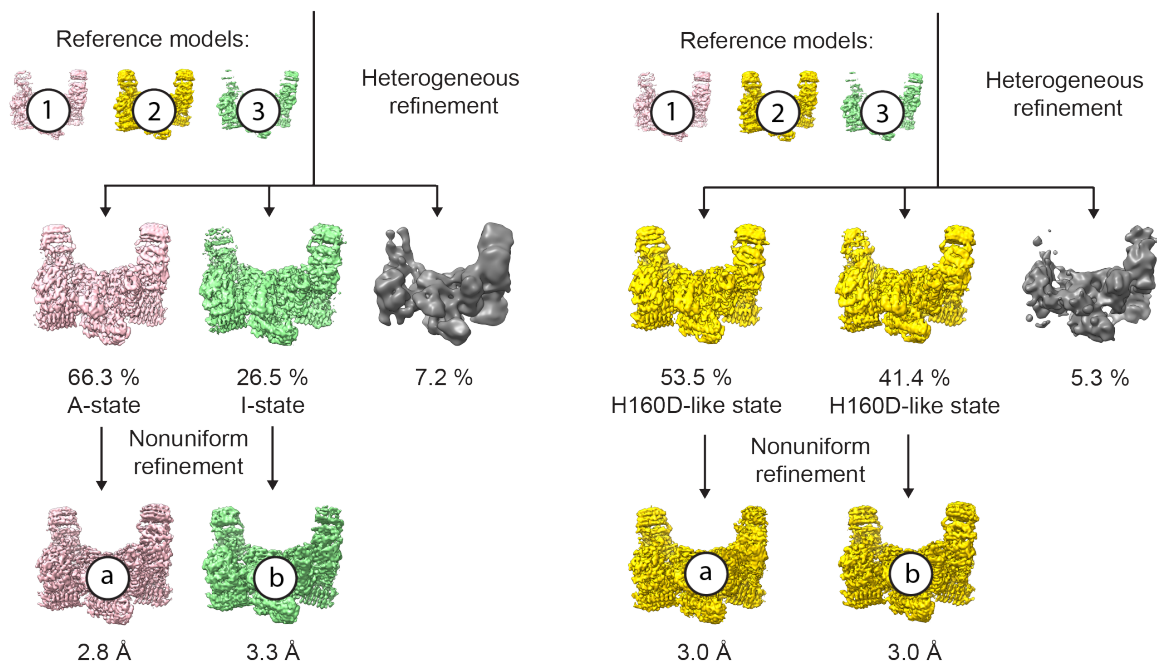 Reference models:
1
2
3
Heterogeneous
refinement
66.3 %
A-state
26.5 %
I-state
7.2 %
Nonuniform
refinement
a
b
2.8 Å
3.3 Å
Reference models:
1
2
3
Heterogeneous
refinement
53.5 %
H160D-like state
41.4 %
H160D-like state
5.3 %
Nonuniform
refinement
a
b
3.0 Å
3.0 Å